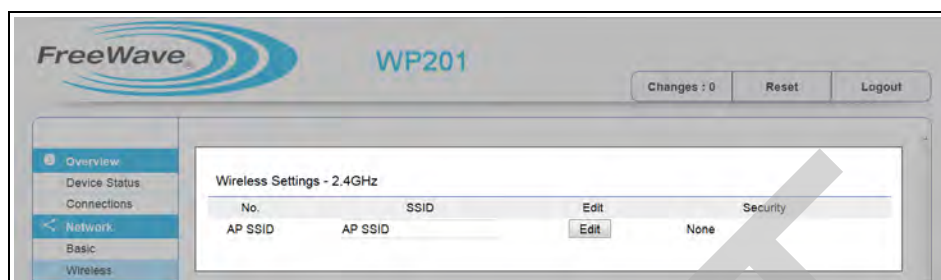 FreeWave®
WP201
Changes : 0 Reset Logout
Overview
Device Status
Connections
Network
Basic
Wireless
Wireless Settings - 2.4GHz
No. SSID Edit Security
AP SSID AP SSID Edit None